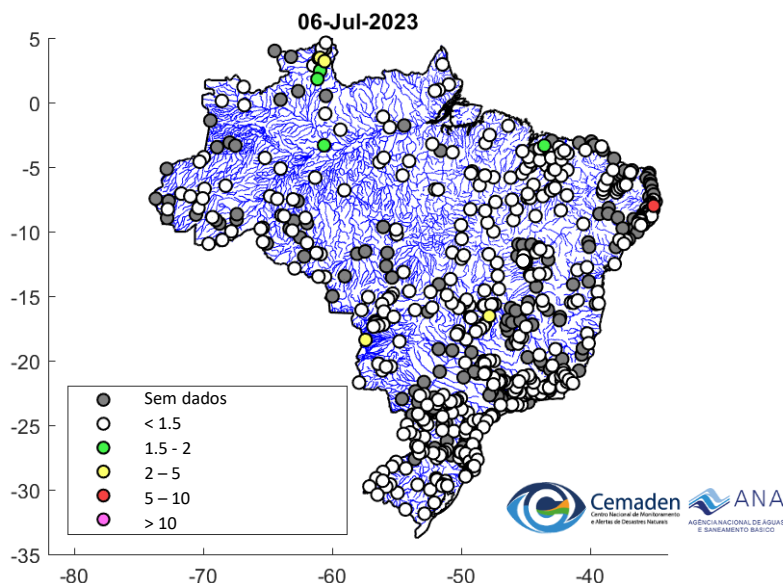 06-Jul-2023
5
0
-5
-10
-15
-20
-25
-30
-35
Sem dados
< 1.5
1.5 - 2
2 – 5
5 – 10
> 10
Cemaden
Centro Nacional de Monitoramento
e Alertas de Desastres Naturais
ANA
AGÊNCIA NACIONAL DE ÁGUAS
E SANEAMENTO BÁSICO
-80
-70
-60
-50
-40